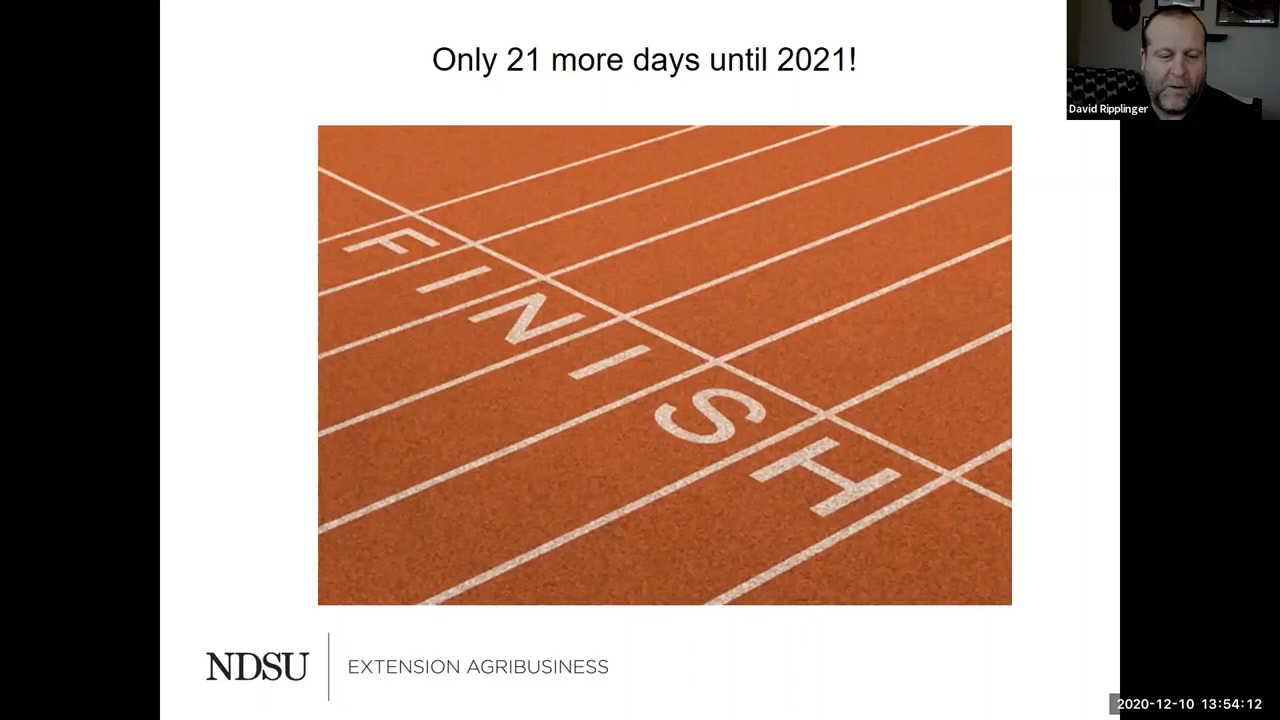 Only 21 more days until 2021!
David Ripplinger
FINISH
NDSU
EXTENSION AGRIBUSINESS
2020-12-10 13:54:12